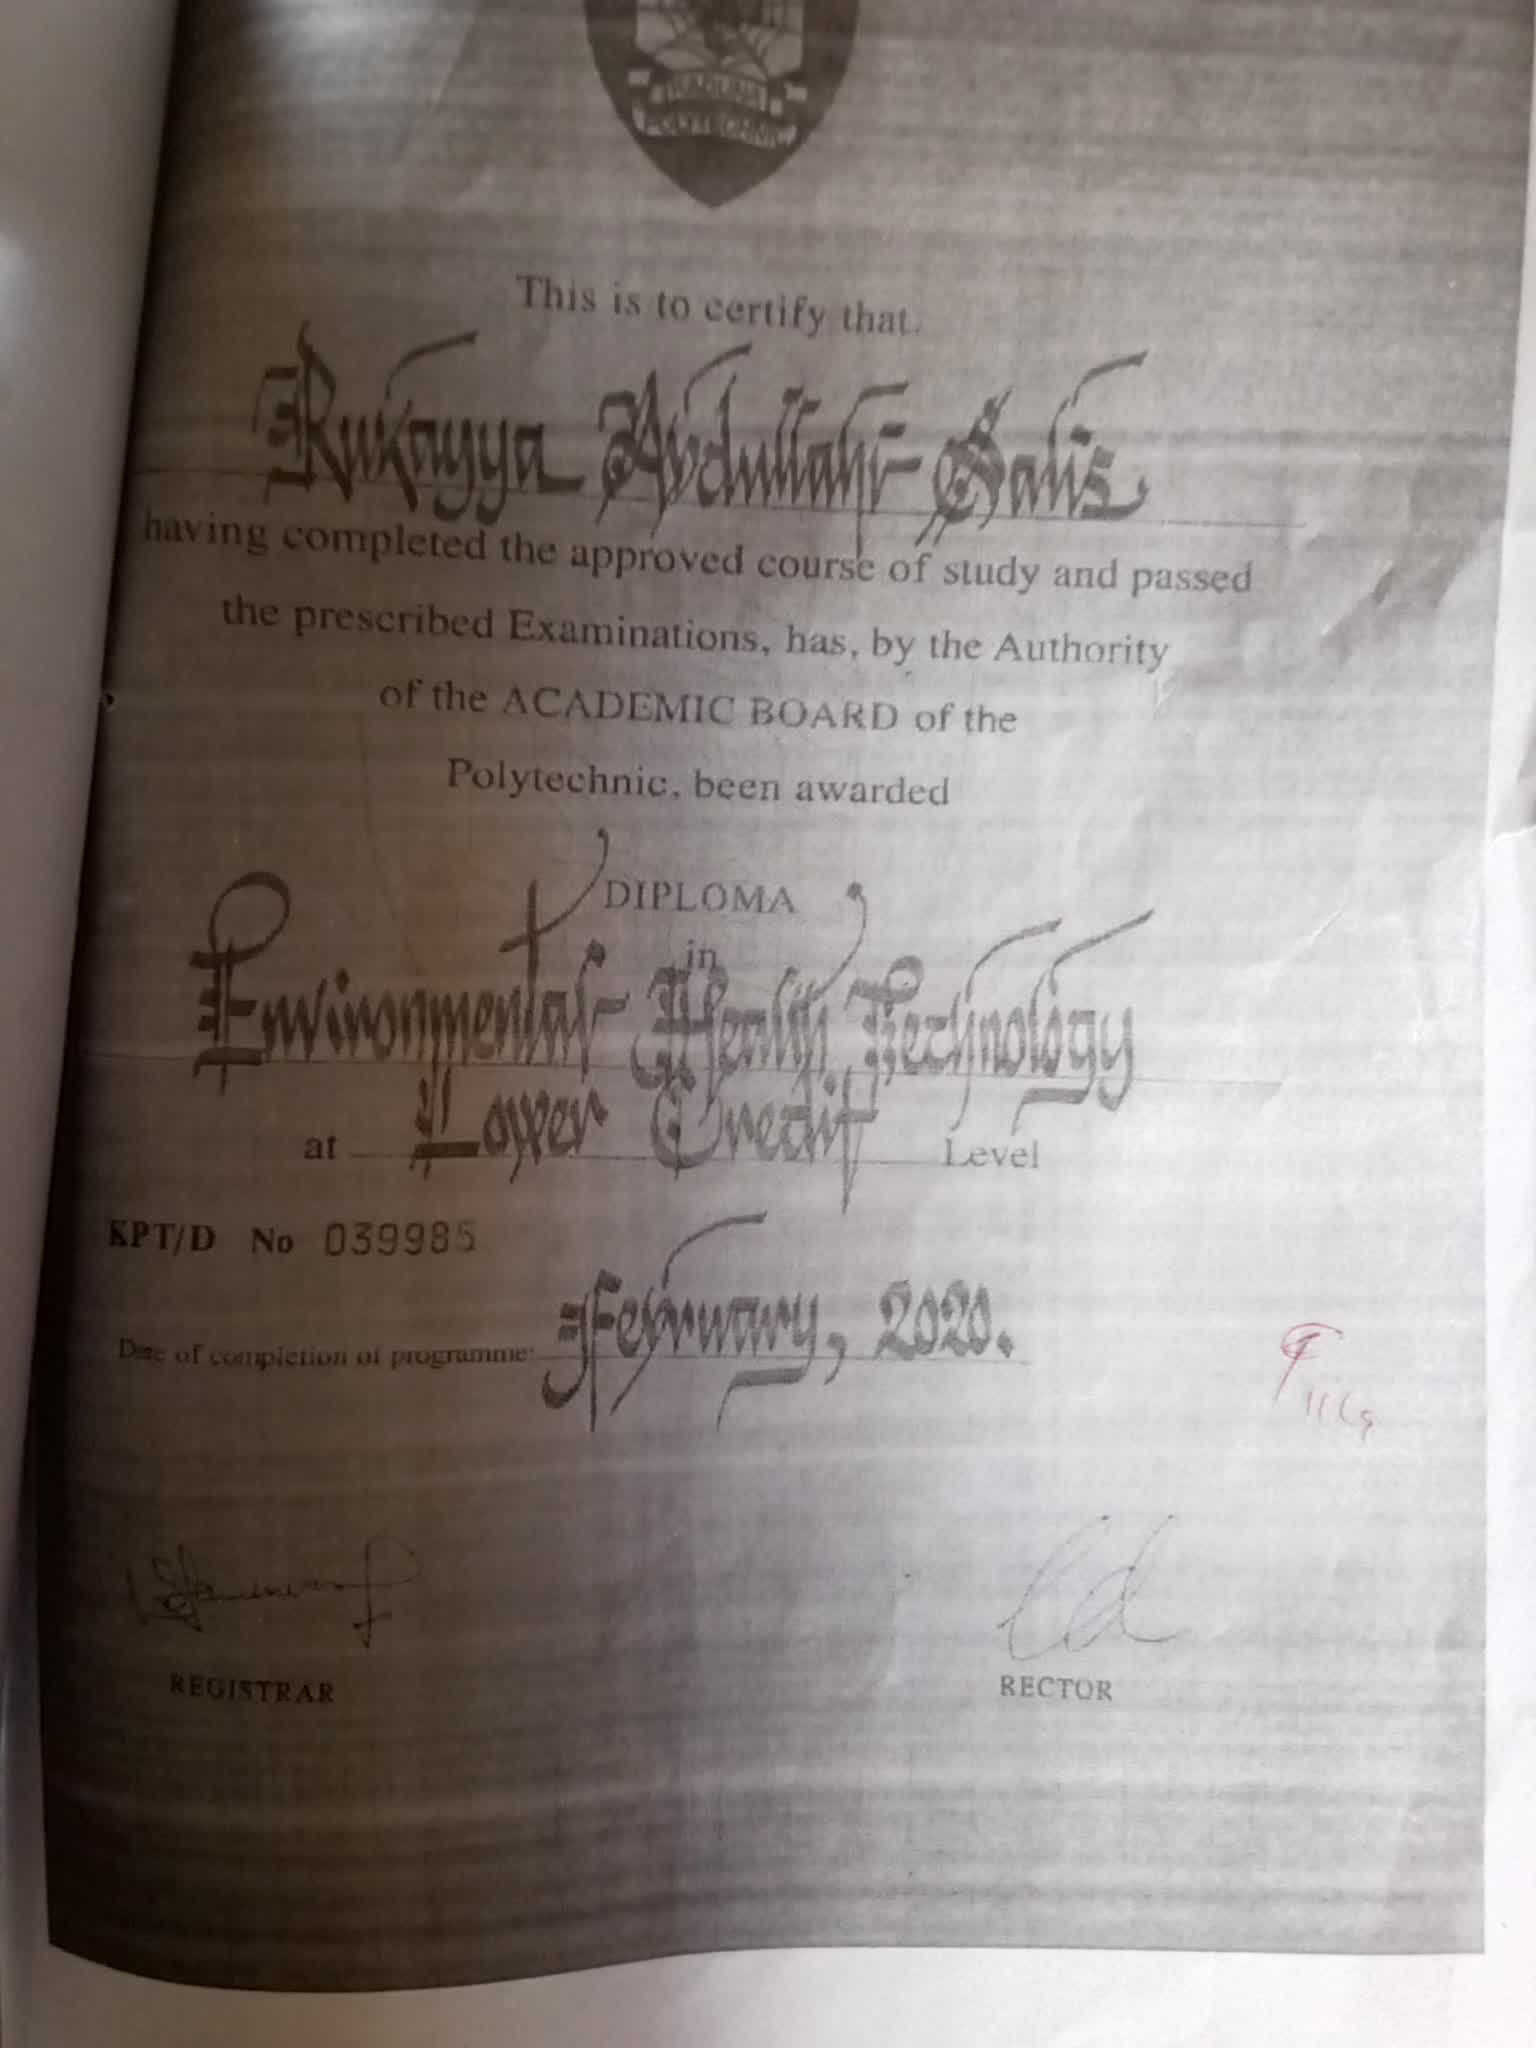 KADUNA
POLYTECHNIC
This is to certify that.
Rukayya Abdullahi Salis
having completed the approved course of study and passed
the prescribed Examinations, has, by the Authority
of the ACADEMIC BOARD of the
Polytechnic, been awarded
DIPLOMA
in
Environmental Health Technology
at Lower Credit Level
KPT/D No 039985
Date of completion of programme: February, 2020.
REGISTRAR
RECTOR